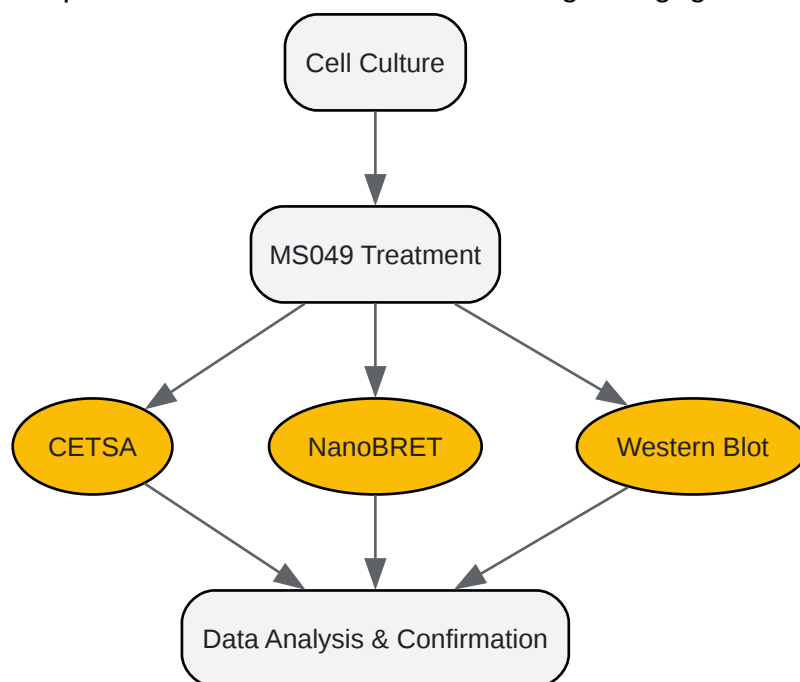 Cell Culture
MS049 Treatment
CETSA
NanoBRET
Western Blot
Data Analysis & Confirmation